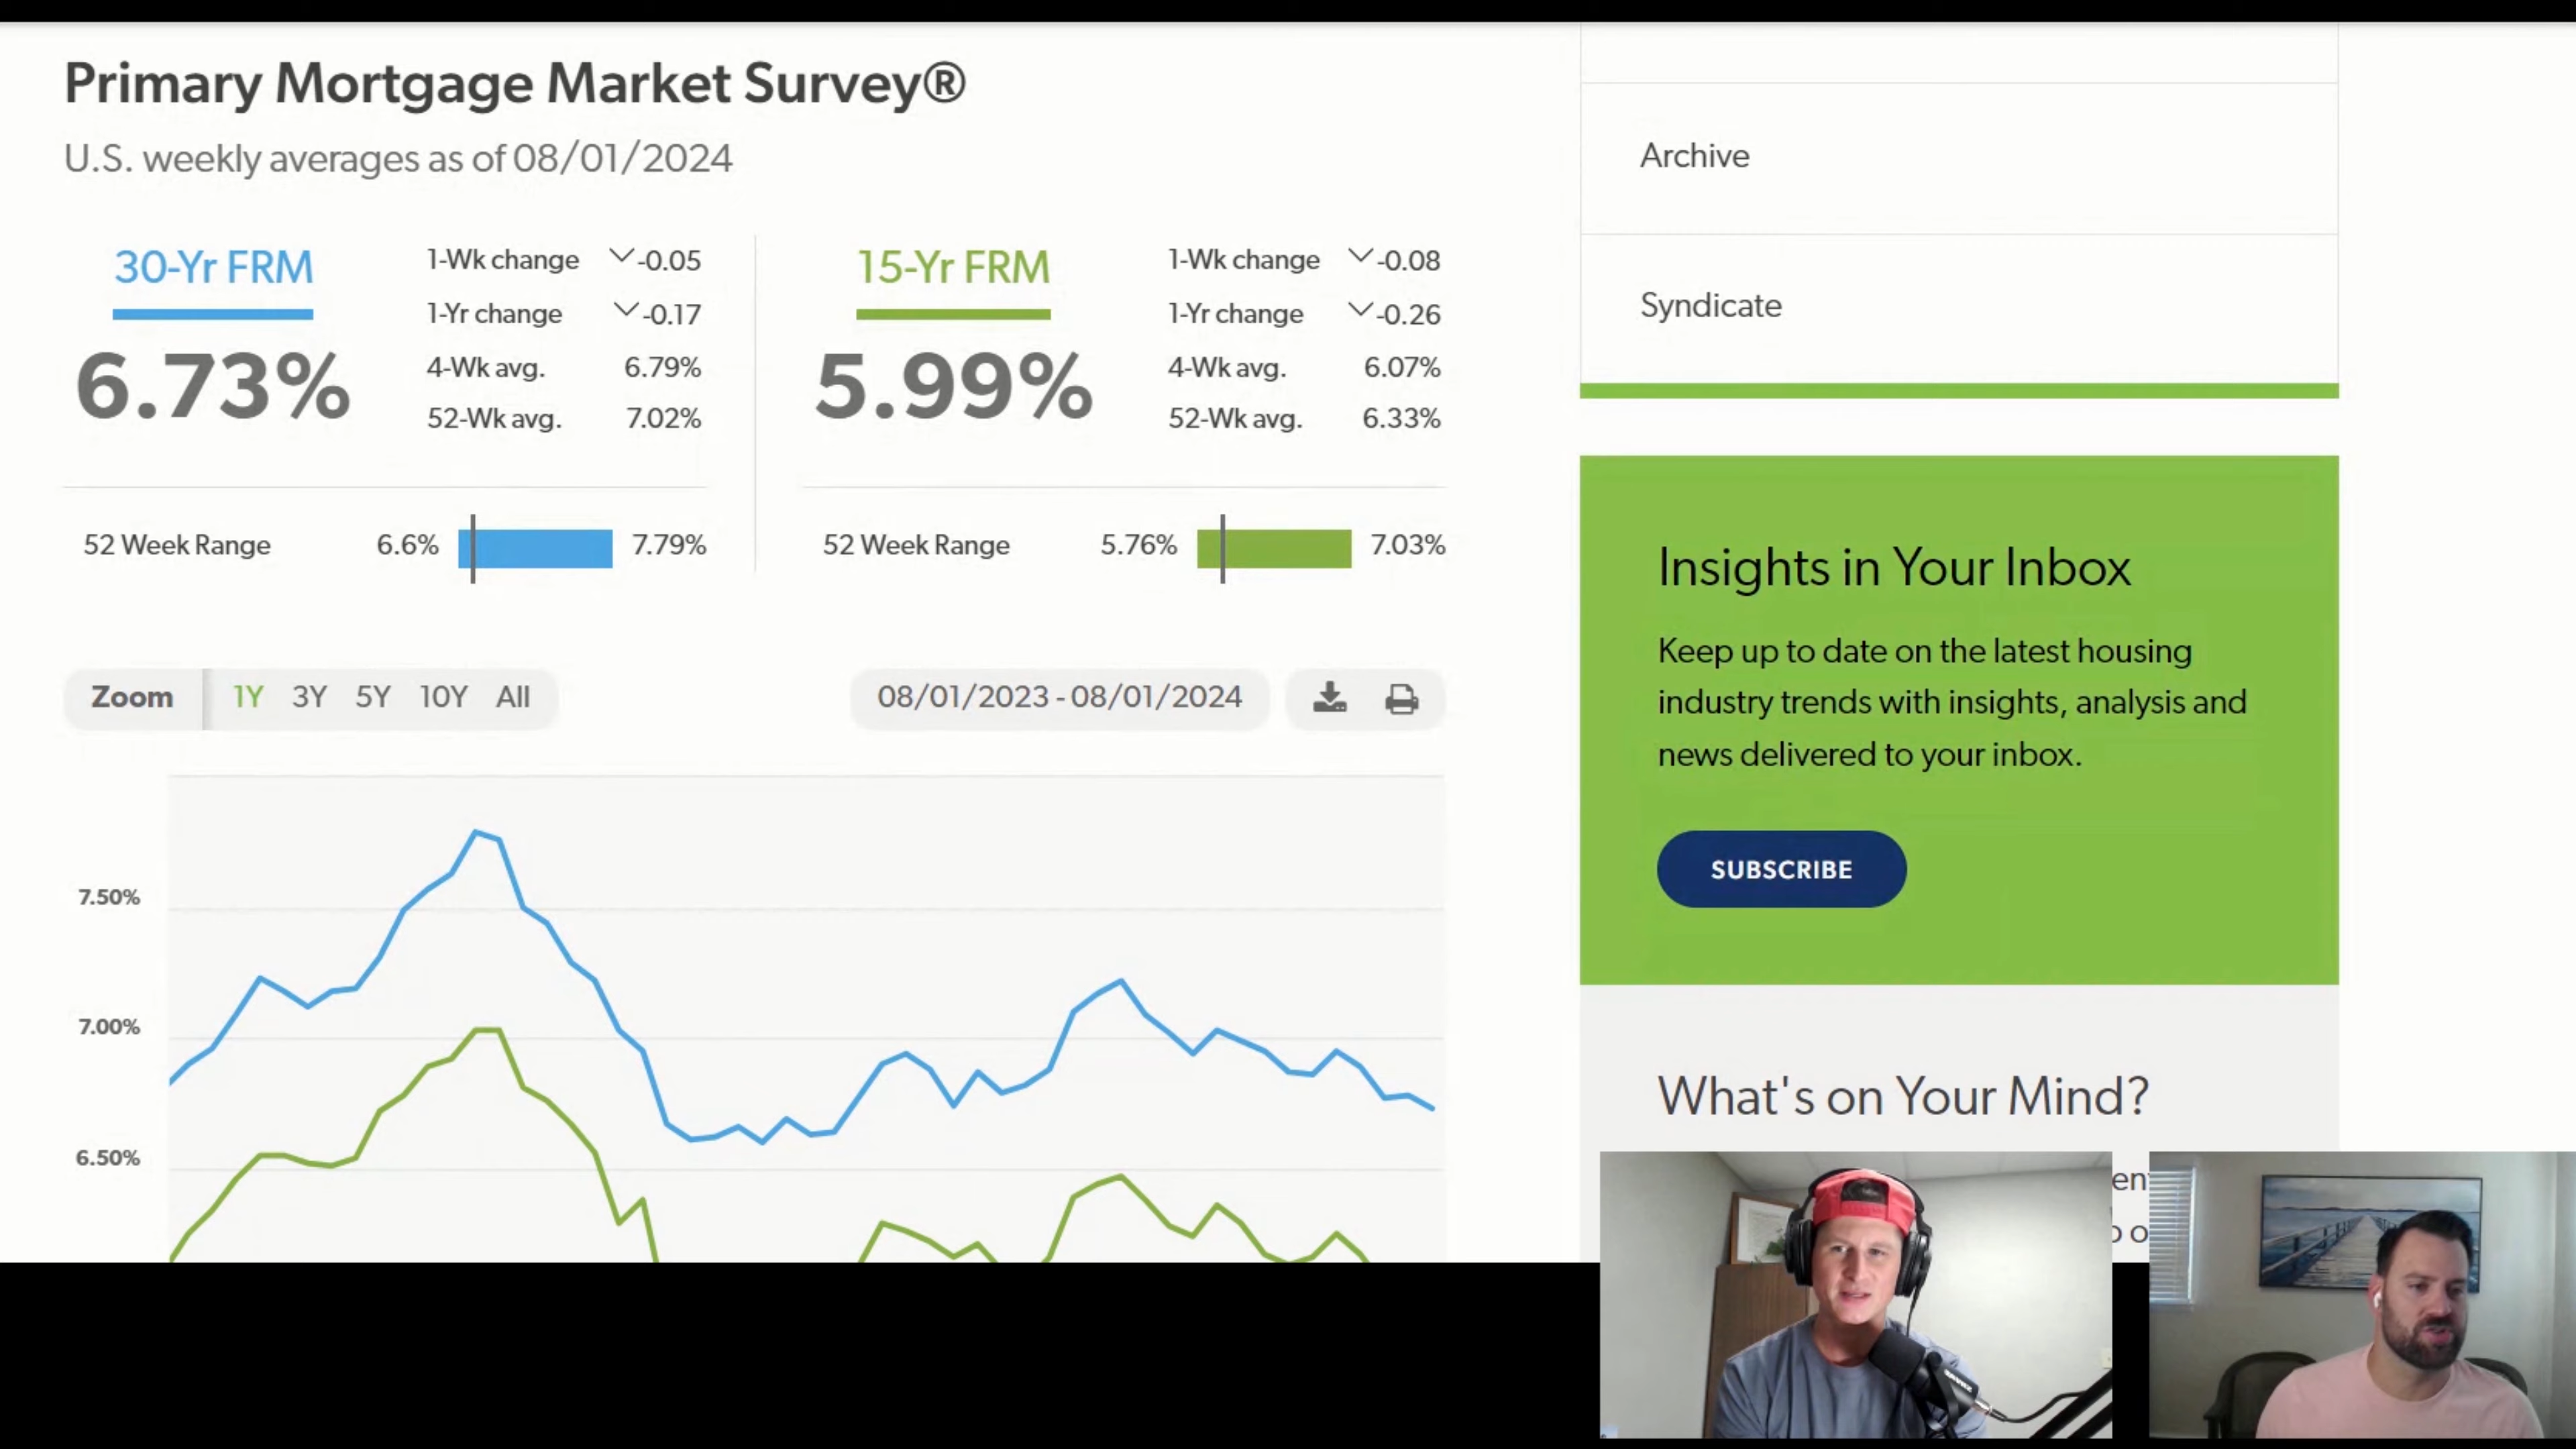 Primary Mortgage Market Survey®
U.S. weekly averages as of 08/01/2024
30-Yr FRM
6.73%
1-Wk change -0.05
1-Yr change -0.17
4-Wk avg. 6.79%
52-Wk avg. 7.02%
52 Week Range 6.6% 7.79%
15-Yr FRM
5.99%
1-Wk change -0.08
1-Yr change -0.26
4-Wk avg. 6.07%
52-Wk avg. 6.33%
52 Week Range 5.76% 7.03%
Zoom 1Y 3Y 5Y 10Y All
08/01/2023 - 08/01/2024
7.50%
7.00%
6.50%
Archive
Syndicate
Insights in Your Inbox
Keep up to date on the latest housing
industry trends with insights, analysis and
news delivered to your inbox.
SUBSCRIBE
What's on Your Mind?